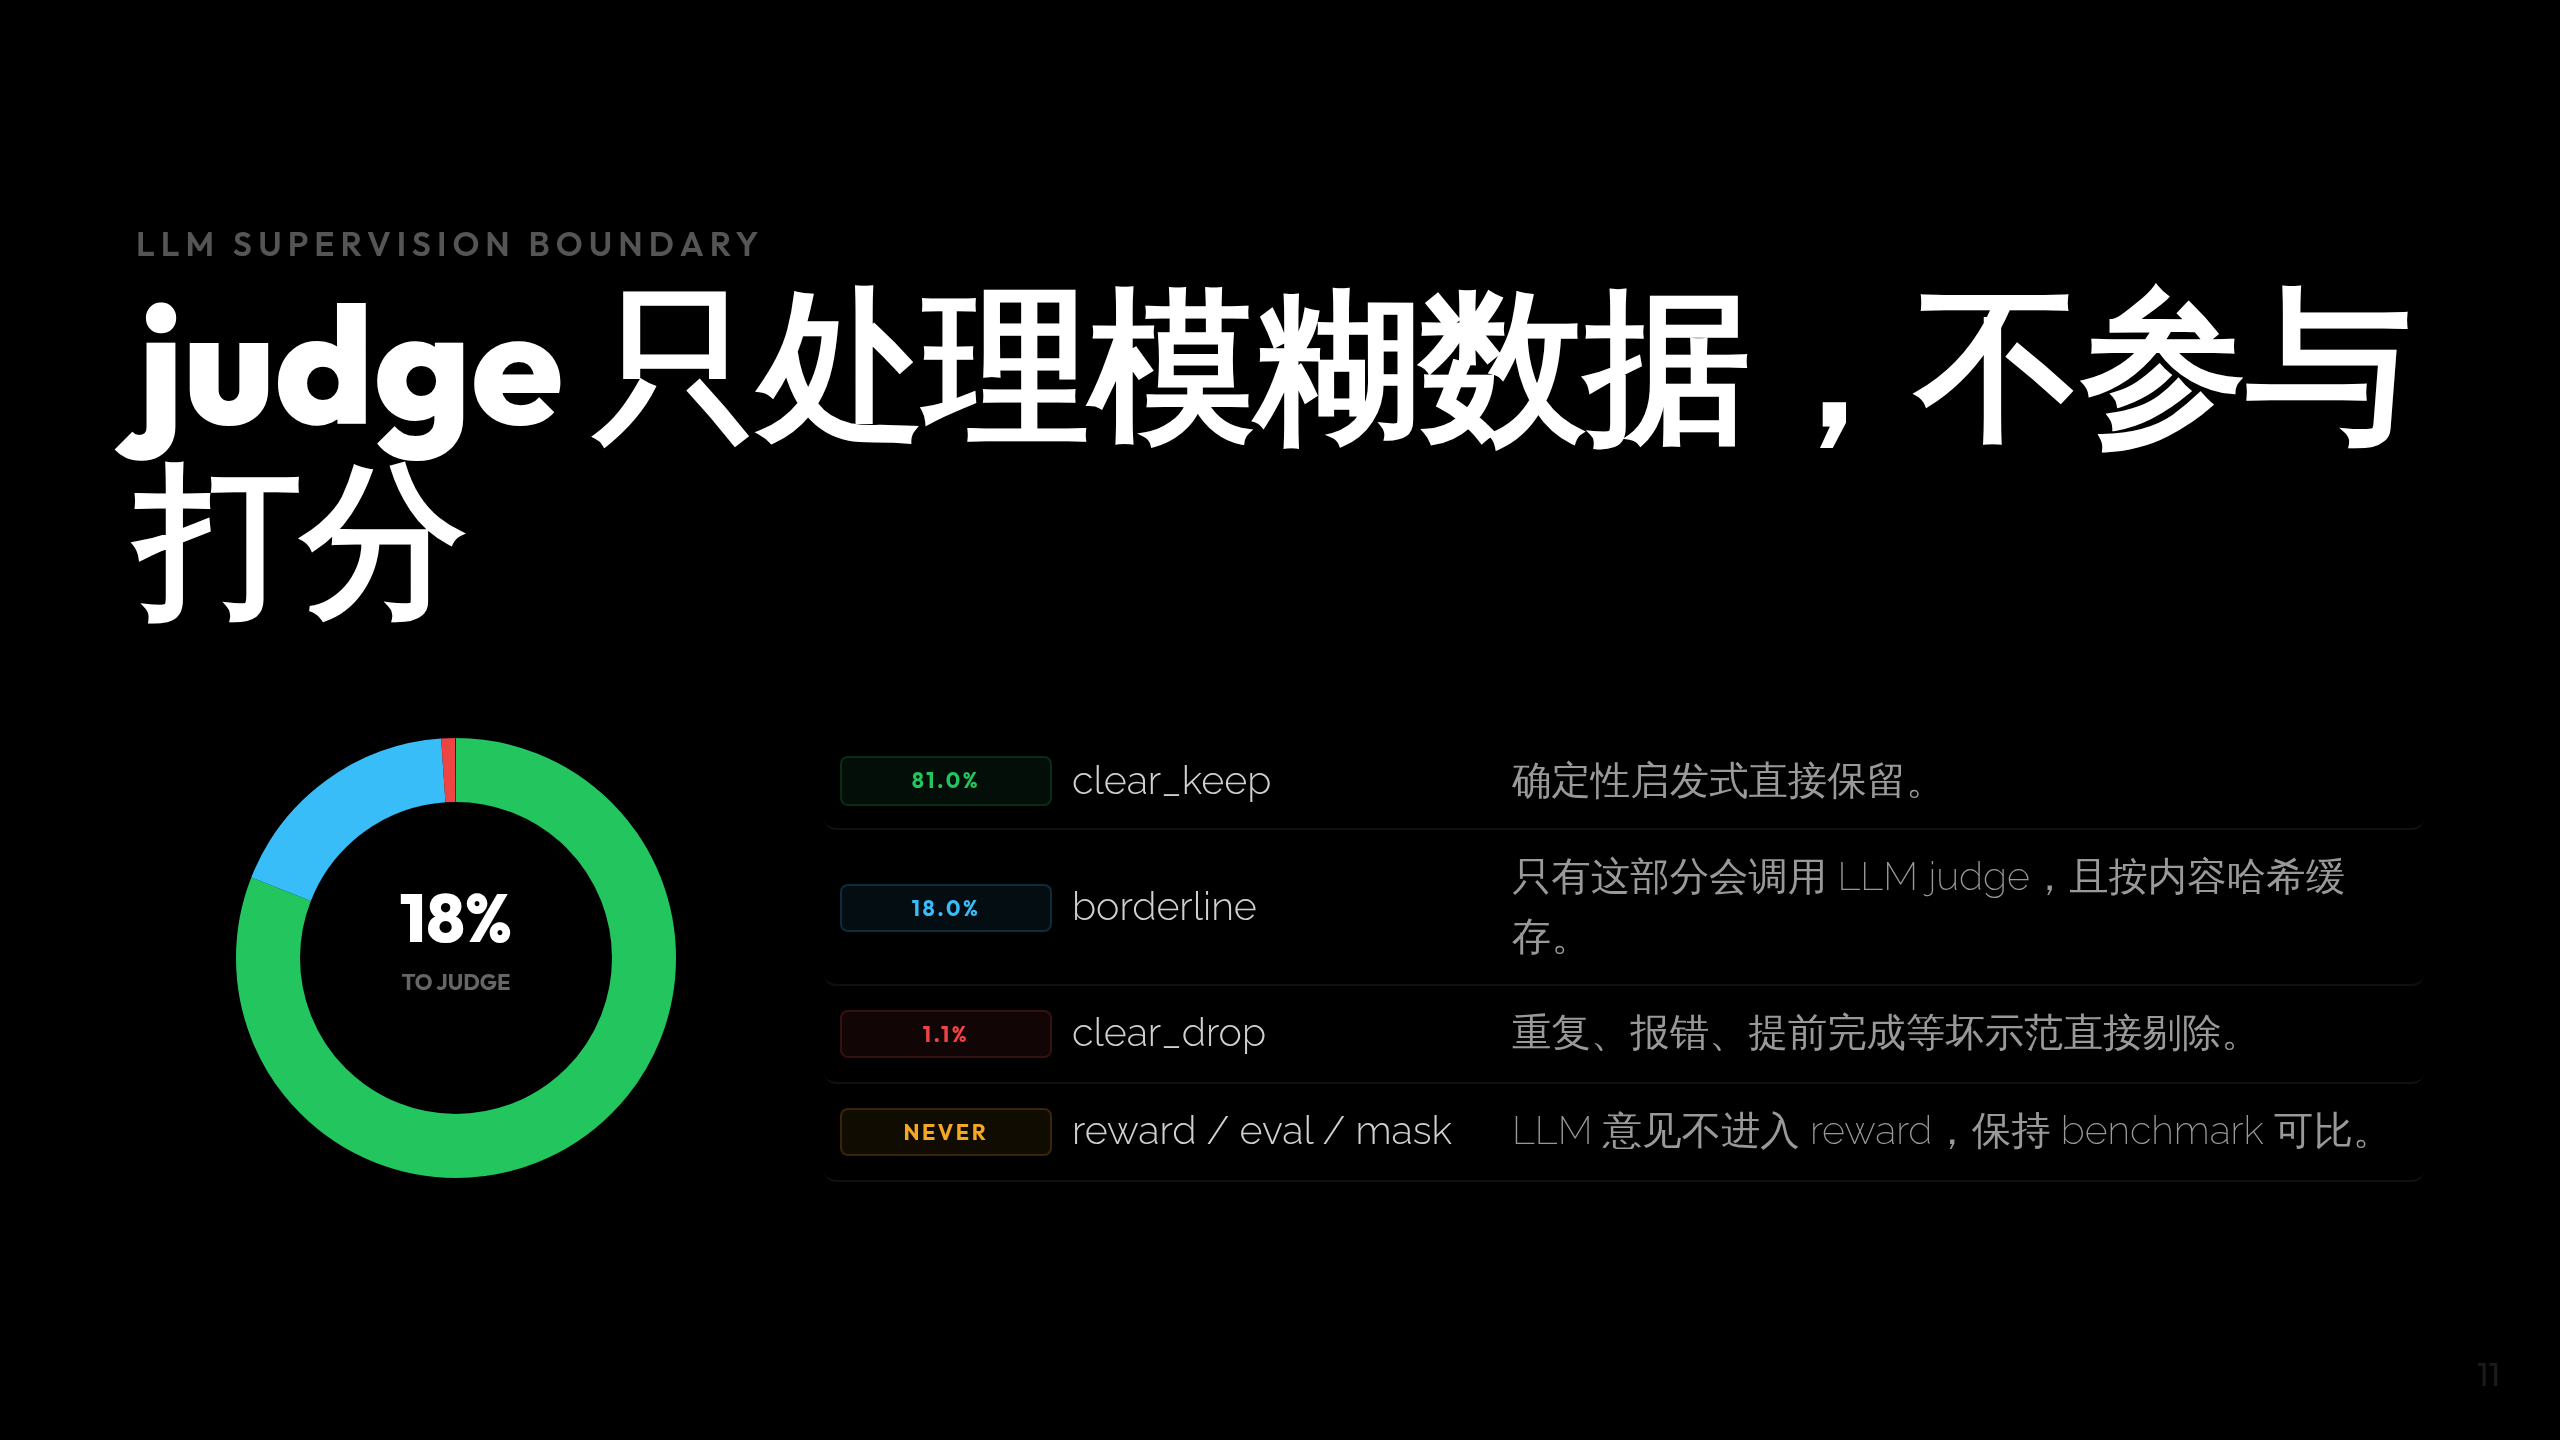 LLM SUPERVISION BOUNDARY
judge 只处理模糊数据，不参与
打分
18%
TO JUDGE
81.0% clear_keep 确定性启发式直接保留。
18.0% borderline 只有这部分会调用 LLM judge，且按内容哈希缓
存。
1.1% clear_drop 重复、报错、提前完成等坏示范直接剔除。
NEVER reward / eval / mask LLM 意见不进入 reward，保持 benchmark 可比。
11